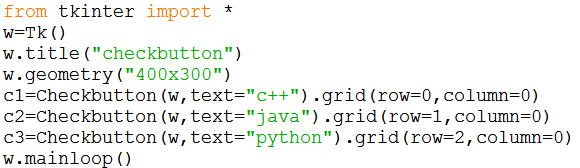 from tkinter import *
w=Tk()
w.title("checkbutton")
w.geometry("400x300")
c1=Checkbutton(w,text="c++").grid(row=0,column=0)
c2=Checkbutton(w,text="java").grid(row=1,column=0)
c3=Checkbutton(w,text="python").grid(row=2,column=0)
w.mainloop()